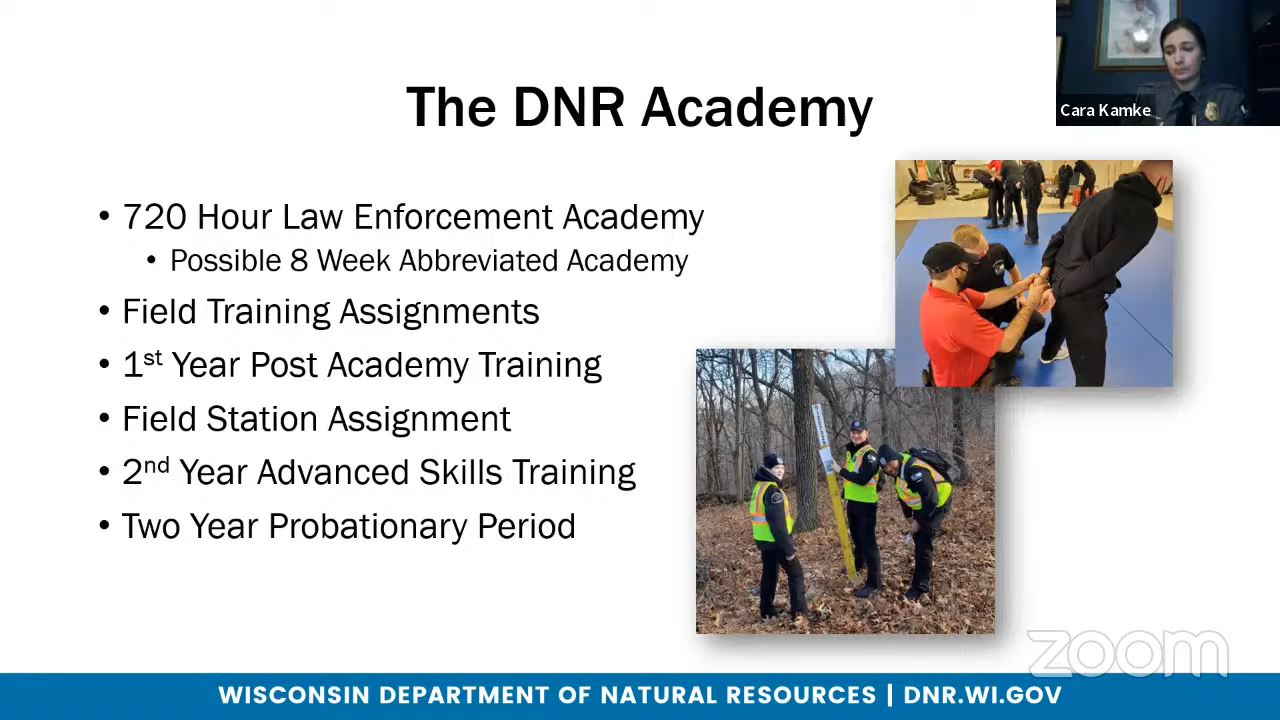 The DNR Academy
Cara Kamke
• 720 Hour Law Enforcement Academy
• Possible 8 Week Abbreviated Academy
• Field Training Assignments
• 1st Year Post Academy Training
• Field Station Assignment
• 2nd Year Advanced Skills Training
• Two Year Probationary Period
zoom
WISCONSIN DEPARTMENT OF NATURAL RESOURCES | DNR.WI.GOV